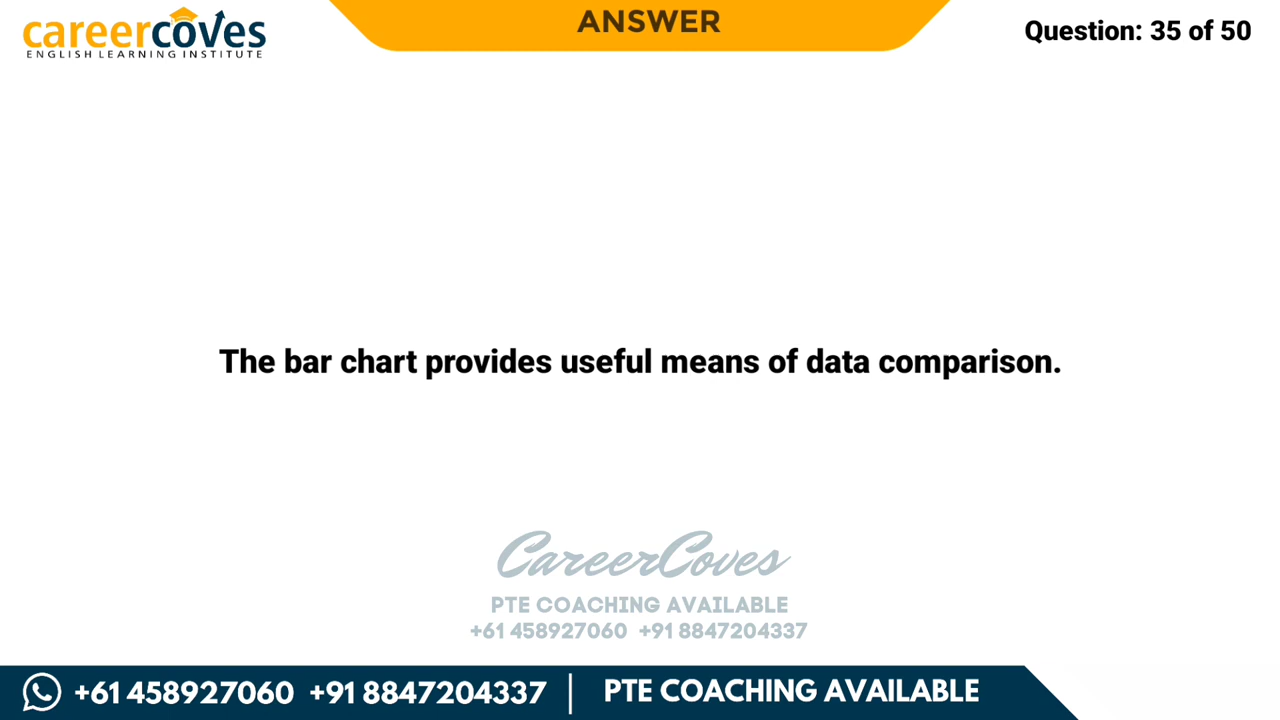 careercoves
ENGLISH LEARNING INSTITUTE
ANSWER
Question: 35 of 50
The bar chart provides useful means of data comparison.
CareerCoves
PTE COACHING AVAILABLE
+61 458927060 +91 8847204337
+61 458927060 +91 8847204337 | PTE COACHING AVAILABLE